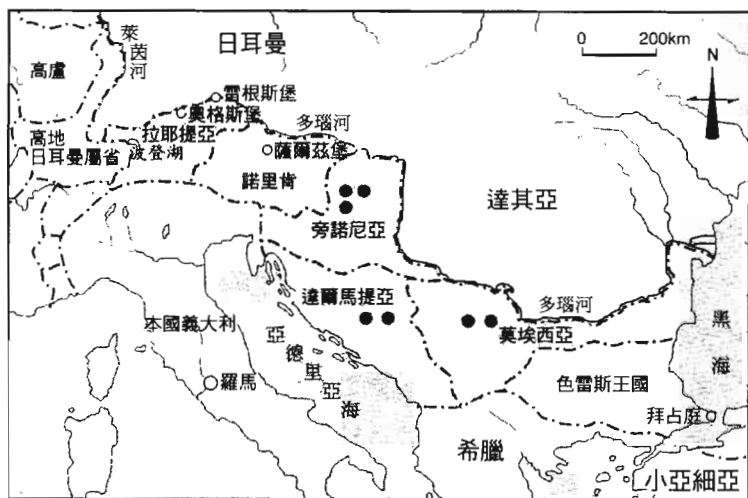 日耳曼
0 200km
N
萊茵河
高盧
雷根斯堡
奧格斯堡
多瑙河
拉耶提亞
高地
日耳曼屬省
波登湖
薩爾茲堡
諾里肯
達其亞
旁諾尼亞
達爾馬提亞
多瑙河
莫埃西亞
黑海
本國義大利
亞德里亞海
羅馬
色雷斯王國
拜占庭
希臘
小亞細亞